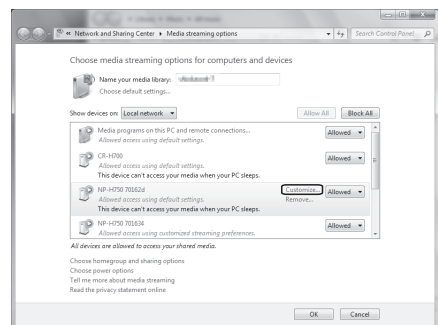 « Network and Sharing Center ▸ Media streaming options
Search Control Panel
Choose media streaming options for computers and devices
Name your media library:
Choose default settings...
Show devices on: Local network
Allow All
Block All
Media programs on this PC and remote connections...
Allowed access using default settings.
Allowed
CR-H700
Allowed access using default settings.
This device can't access your media when your PC sleeps.
Allowed
NP-H750 70162d
Allowed access using default settings.
This device can't access your media when your PC sleeps.
Customize...
Remove...
Allowed
NP-H750 701634
Allowed access using customized streaming preferences.
Allowed
All devices are allowed to access your shared media.
Choose homegroup and sharing options
Choose power options
Tell me more about media streaming
Read the privacy statement online
OK
Cancel